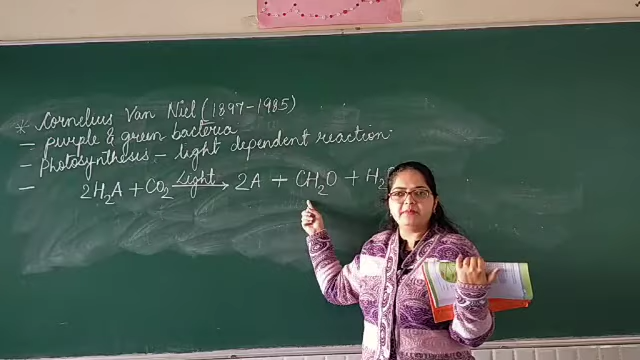 * Cornelius Van Niel (1897-1985)
- purple & green bacteria
- Photosynthesis - light dependent reaction.
- 2H₂A + CO₂ —Light→ 2A + CH₂O + H₂